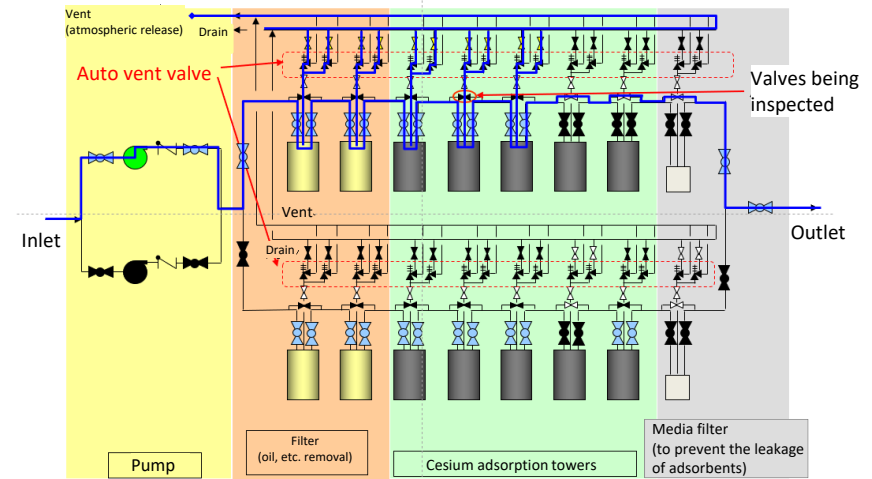 Vent
(atmospheric release)
Drain
Auto vent valve
Valves being
inspected
Vent
Inlet
Outlet
Drain
Pump
Filter
(oil, etc. removal)
Cesium adsorption towers
Media filter
(to prevent the leakage
of adsorbents)